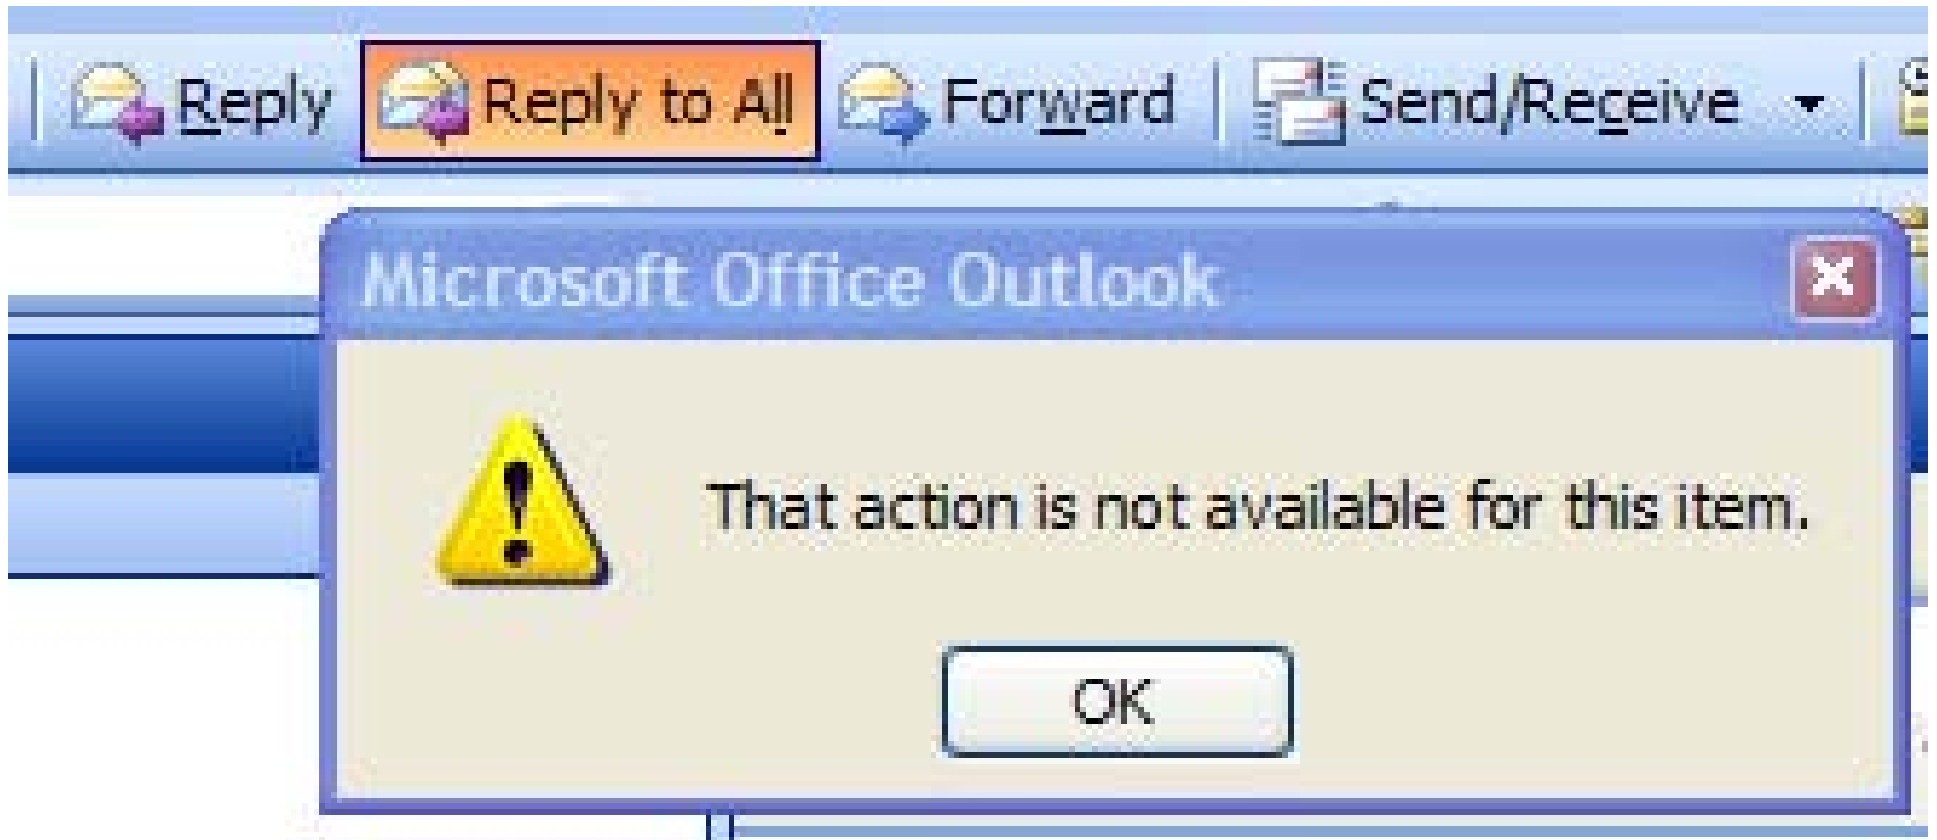 Reply Reply to All Forward Send/Receive
Microsoft Office Outlook
That action is not available for this item.
OK